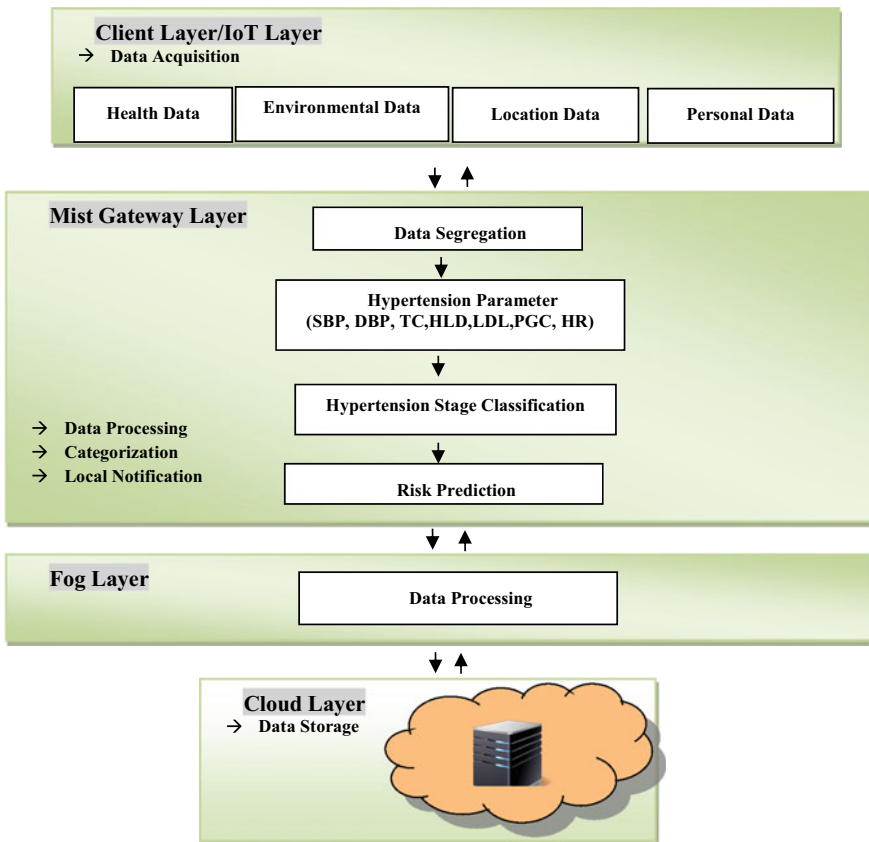 Client Layer/IoT Layer
→ Data Acquisition
Health Data
Environmental Data
Location Data
Personal Data
Mist Gateway Layer
Data Segregation
Hypertension Parameter
(SBP, DBP, TC,HLD,LDL,PGC, HR)
Hypertension Stage Classification
→ Data Processing
→ Categorization
→ Local Notification
Risk Prediction
Fog Layer
Data Processing
Cloud Layer
→ Data Storage